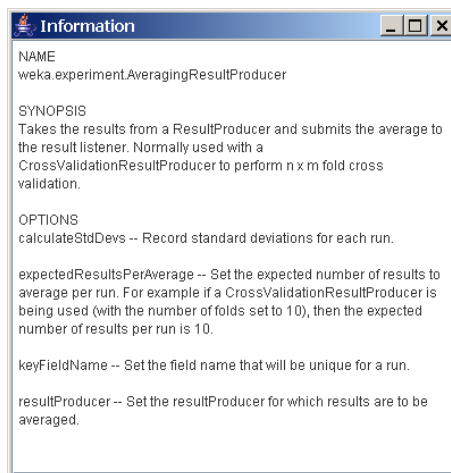 Information
NAME
weka.experiment.AveragingResultProducer
SYNOPSIS
Takes the results from a ResultProducer and submits the average to
the result listener. Normally used with a
CrossValidationResultProducer to perform n x m fold cross
validation.
OPTIONS
calculateStdDevs -- Record standard deviations for each run.
expectedResultsPerAverage -- Set the expected number of results to
average per run. For example if a CrossValidationResultProducer is
being used (with the number of folds set to 10), then the expected
number of results per run is 10.
keyFieldName -- Set the field name that will be unique for a run.
resultProducer -- Set the resultProducer for which results are to be
averaged.